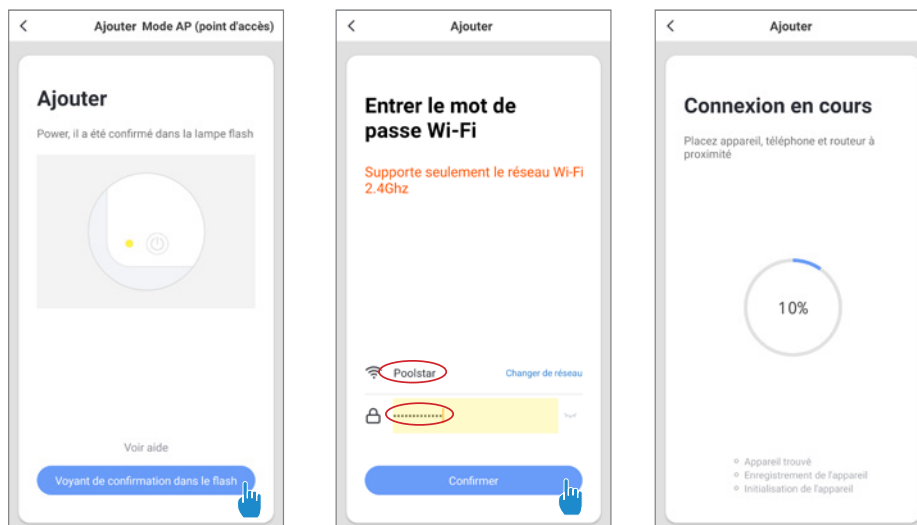 Ajouter Mode AP (point d'accès)
Ajouter
Power, il a été confirmé dans la lampe flash
Voir aide
Voyant de confirmation dans le flash
Ajouter
Entrer le mot de
passe Wi-Fi
Supporte seulement le réseau Wi-Fi
2.4Ghz
Poolstar Changer de réseau
••••••••••••
Confirmer
Ajouter
Connexion en cours
Placez appareil, téléphone et routeur à
proximité
10%
Appareil trouvé
Enregistrement de l'appareil
Initialisation de l'appareil